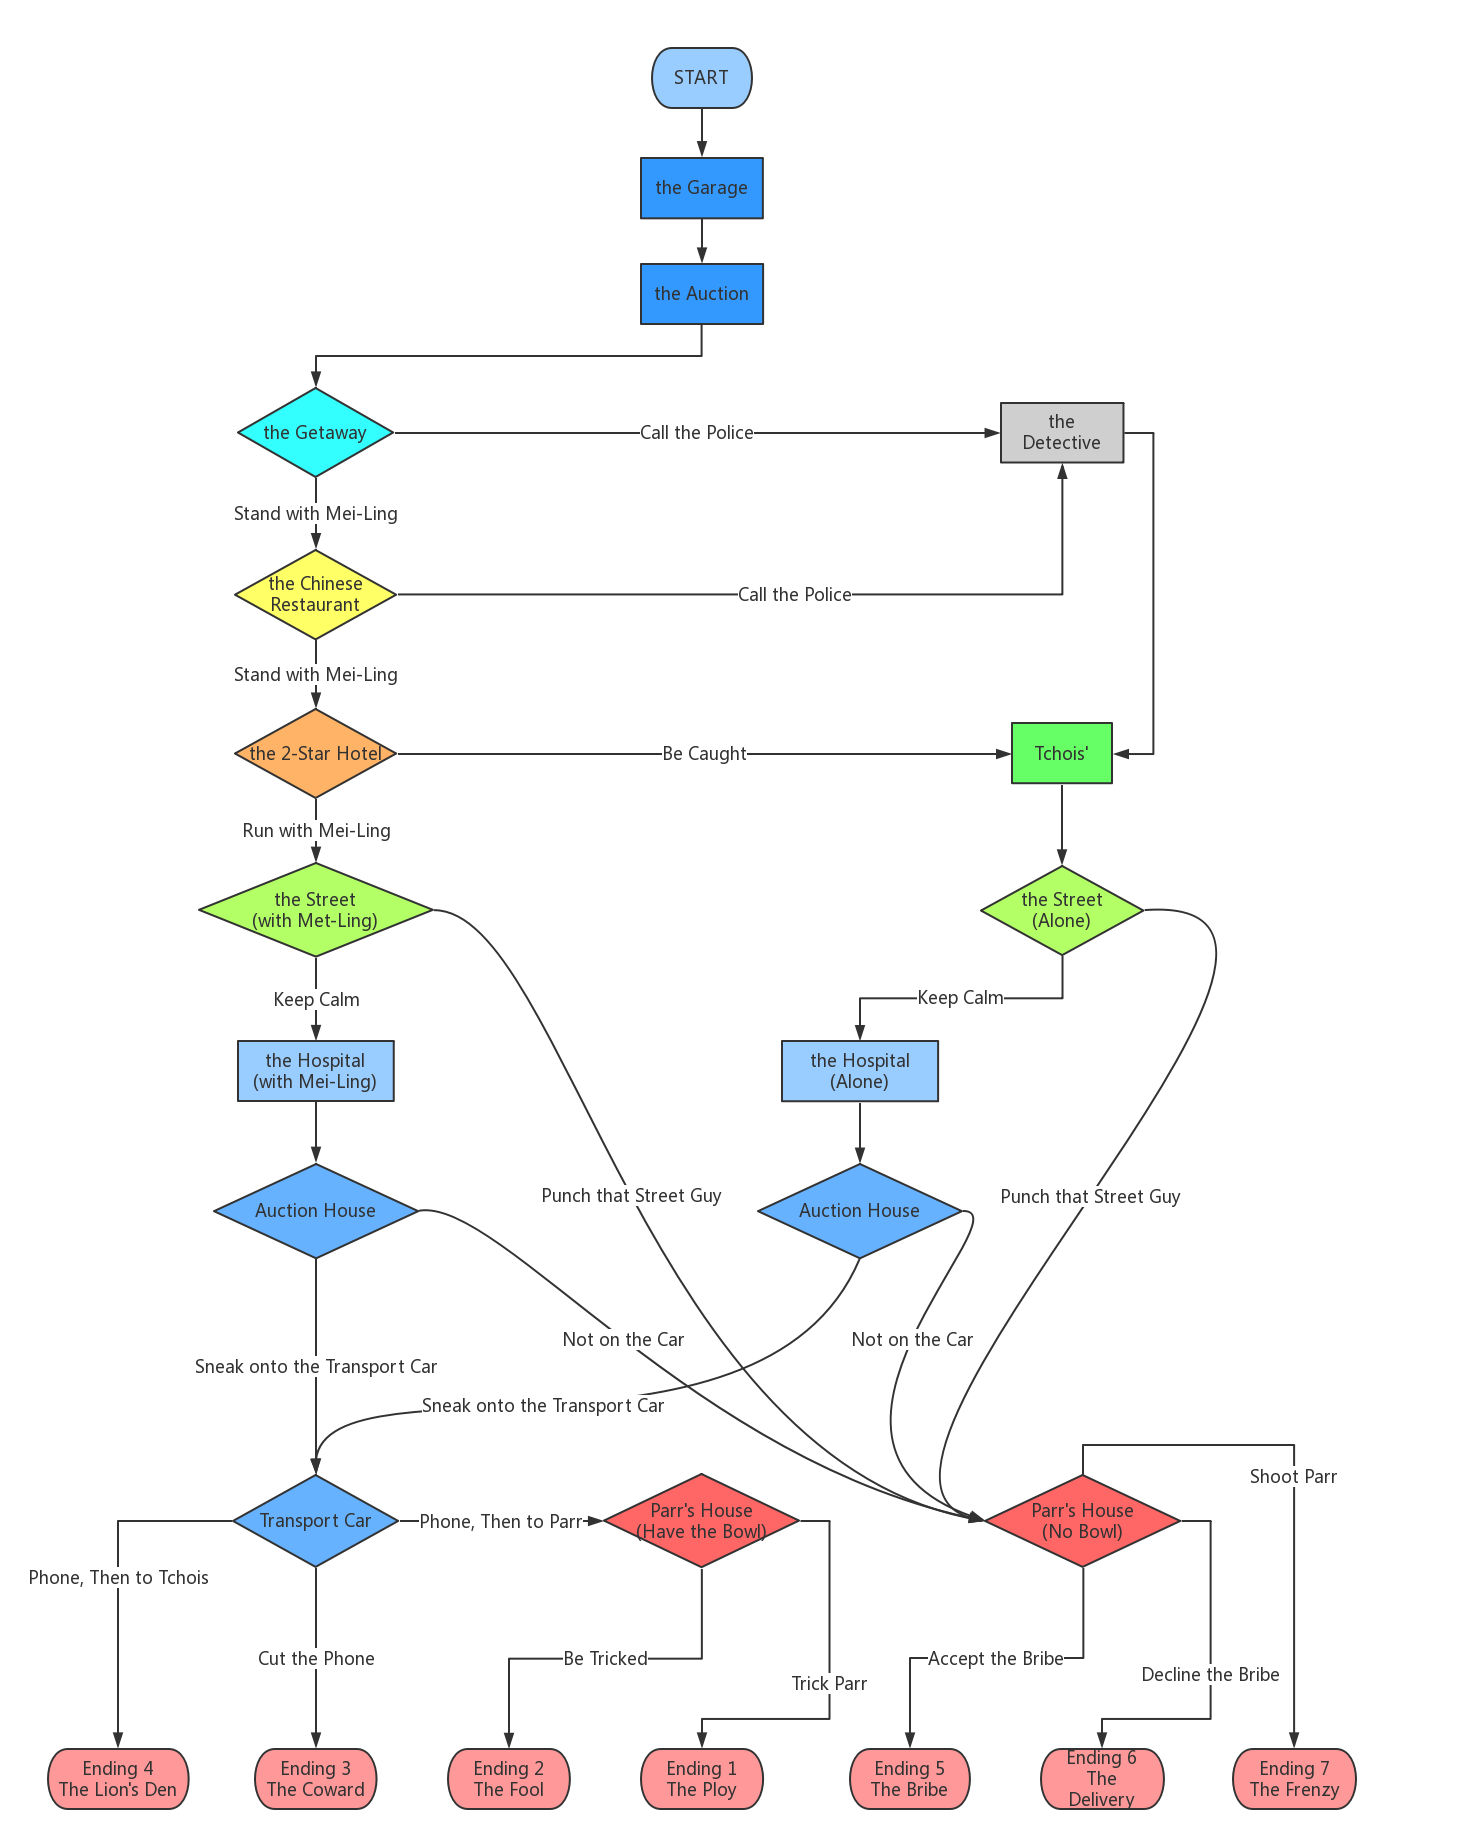 START
the Garage
the Auction
the Getaway
Call the Police
the
Detective
Stand with Mei-Ling
the Chinese
Restaurant
Call the Police
Stand with Mei-Ling
the 2-Star Hotel
Be Caught
Tchois'
Run with Mei-Ling
the Street
(with Met-Ling)
the Street
(Alone)
Keep Calm
Keep Calm
the Hospital
(with Mei-Ling)
the Hospital
(Alone)
Punch that Street Guy
Punch that Street Guy
Auction House
Auction House
Not on the Car
Not on the Car
Sneak onto the Transport Car
Sneak onto the Transport Car
Shoot Parr
Transport Car
Phone, Then to Parr
Parr's House
(Have the Bowl)
Parr's House
(No Bowl)
Phone, Then to Tchois
Cut the Phone
Be Tricked
Trick Parr
Accept the Bribe
Decline the Bribe
Ending 4
The Lion's Den
Ending 3
The Coward
Ending 2
The Fool
Ending 1
The Ploy
Ending 5
The Bribe
Ending 6
The
Delivery
Ending 7
The Frenzy